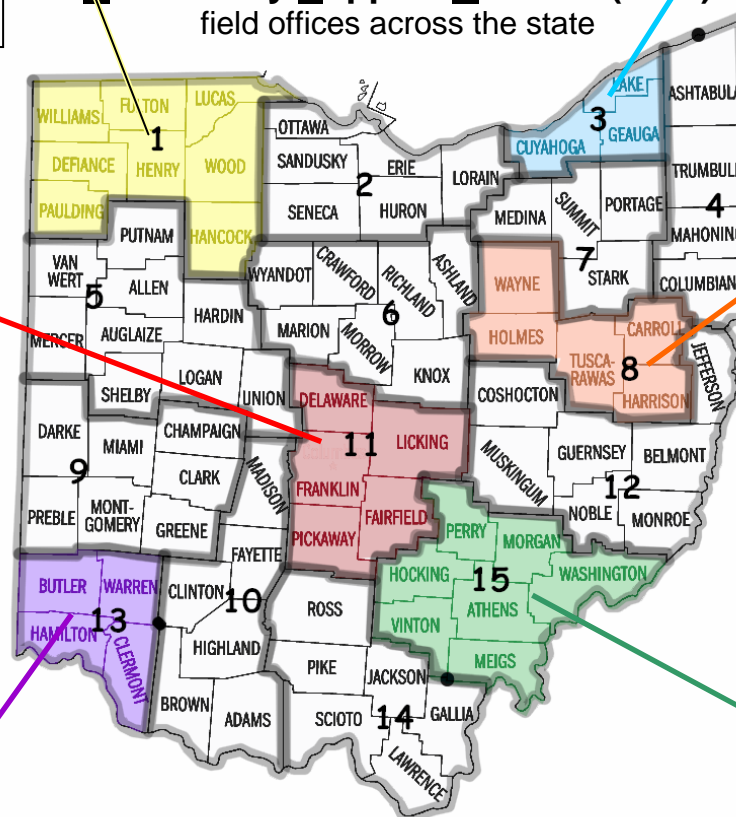 field offices across the state
WILLIAMS
FULTON
LUCAS
1
DEFIANCE
HENRY
WOOD
PAULDING
HANCOCK
OTTAWA
SANDUSKY
ERIE
2
LORAIN
SENECA
HURON
LAKE
3
CUYAHOGA
GEAUGA
ASHTABULA
TRUMBULL
4
MAHONING
COLUMBIAN
MEDINA
SUMMIT
PORTAGE
7
STARK
PUTNAM
VAN
WERT
5
ALLEN
HARDIN
MERCER
AUGLAIZE
SHELBY
LOGAN
UNION
WYANDOT
CRAWFORD
RICHLAND
ASHLAND
6
MARION
MORROW
KNOX
WAYNE
HOLMES
CARROLL
TUSCA-
RAWAS
8
HARRISON
JEFFERSON
COSHOCTON
MUSKINGUM
GUERNSEY
BELMONT
12
NOBLE
MONROE
DELAWARE
11
LICKING
FRANKLIN
FAIRFIELD
PICKAWAY
DARKE
MIAMI
CHAMPAIGN
9
CLARK
PREBLE
MONT-
GOMERY
GREENE
MADISON
FAYETTE
CLINTON
10
HIGHLAND
BROWN
ADAMS
BUTLER
WARREN
13
HAMILTON
CLERMONT
PERRY
MORGAN
HOCKING
15
WASHINGTON
ATHENS
VINTON
MEIGS
ROSS
PIKE
JACKSON
SCIOTO
14
GALLIA
LAWRENCE